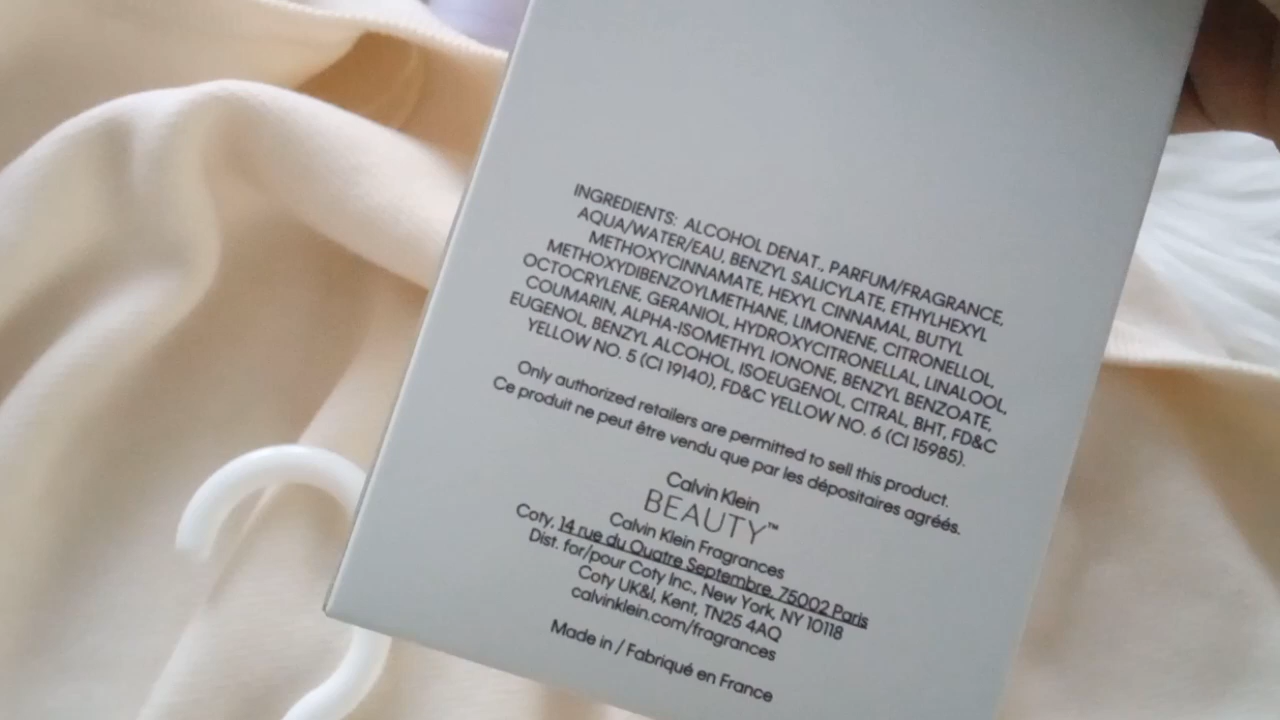 INGREDIENTS: ALCOHOL DENAT., PARFUM/FRAGRANCE,
AQUA/WATER/EAU, BENZYL SALICYLATE, ETHYLHEXYL
METHOXYCINNAMATE, HEXYL CINNAMAL, BUTYL
METHOXYDIBENZOYLMETHANE, LIMONENE, CITRONELLOL,
OCTOCRYLENE, GERANIOL, HYDROXYCITRONELLAL, LINALOOL,
COUMARIN, ALPHA-ISOMETHYL IONONE, BENZYL BENZOATE,
EUGENOL, BENZYL ALCOHOL, ISOEUGENOL, CITRAL, BHT, FD&C
YELLOW NO. 5 (CI 19140), FD&C YELLOW NO. 6 (CI 15985).
Only authorized retailers are permitted to sell this product.
Ce produit ne peut être vendu que par les dépositaires agréés.
Calvin Klein
BEAUTY™
Calvin Klein Fragrances
Coty, 14 rue du Quatre Septembre, 75002 Paris
Dist. for/pour Coty Inc., New York, NY 10118
Coty UK&I, Kent, TN25 4AQ
calvinklein.com/fragrances
Made in / Fabriqué en France